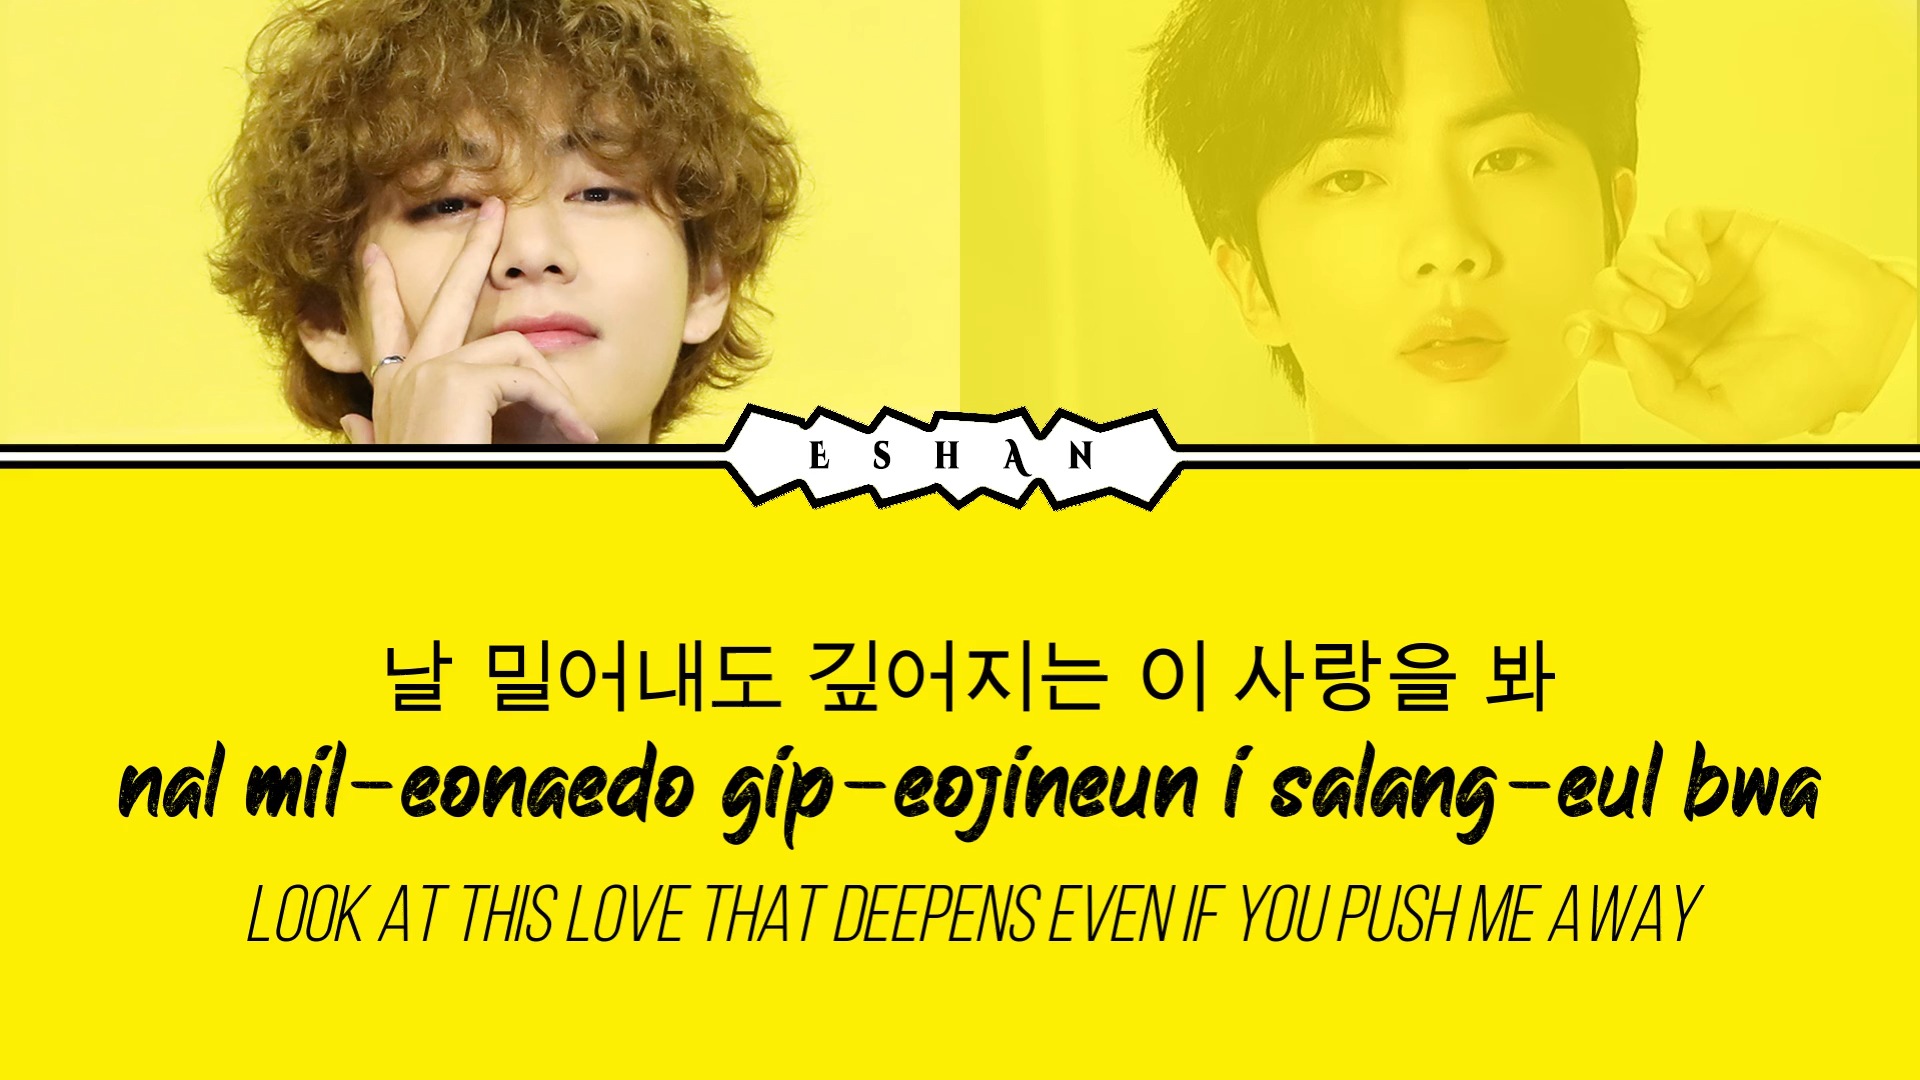 E S H A N
날 밀어내도 깊어지는 이 사랑을 봐
nal mil-eonaedo gip-eojineun i salang-eul bwa
LOOK AT THIS LOVE THAT DEEPENS EVEN IF YOU PUSH ME AWAY